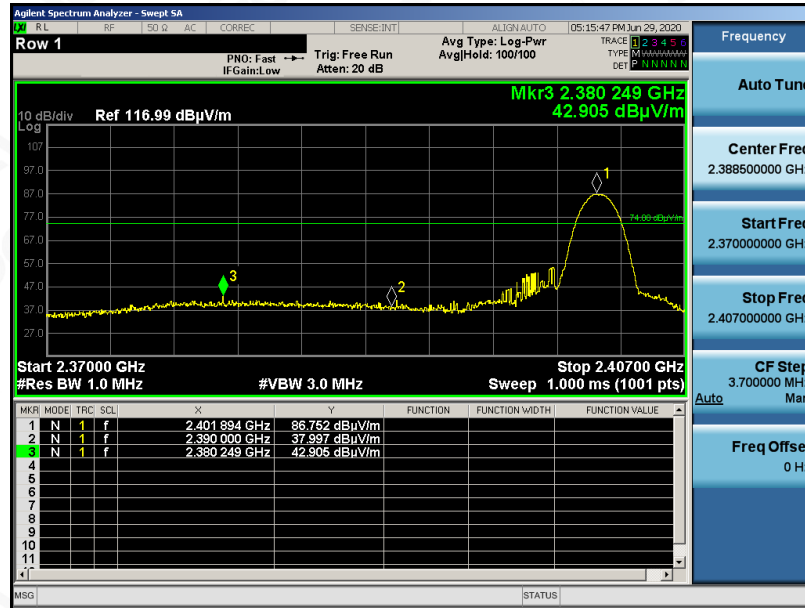 Agilent Spectrum Analyzer - Swept SA
LXI RL RF 50 Ω AC CORREC SENSE:INT ALIGN AUTO 05:15:47 PM Jun 29, 2020
Row 1
PNO: Fast
IFGain:Low
Trig: Free Run
Atten: 20 dB
Avg Type: Log-Pwr
Avg|Hold: 100/100
TRACE 1 2 3 4 5 6
TYPE M
DET P N N N N N
Mkr3 2.380 249 GHz
42.905 dBµV/m
10 dB/div Ref 116.99 dBµV/m
Log
107
97.0
87.0
77.0
67.0
57.0
47.0
37.0
27.0
1
74.00 dBµV/m
3
2
Start 2.37000 GHz
Stop 2.40700 GHz
#Res BW 1.0 MHz #VBW 3.0 MHz Sweep 1.000 ms (1001 pts)
MKR MODE TRC SCL X Y FUNCTION FUNCTION WIDTH FUNCTION VALUE
1 N 1 f 2.401 894 GHz 86.752 dBµV/m
2 N 1 f 2.390 000 GHz 37.997 dBµV/m
3 N 1 f 2.380 249 GHz 42.905 dBµV/m
4
5
6
7
8
9
10
11
MSG STATUS
Frequency
Auto Tune
Center Freq
2.388500000 GH
Start Freq
2.370000000 GH
Stop Freq
2.407000000 GH
CF Step
3.700000 MH
Auto Man
Freq Offse
0 H